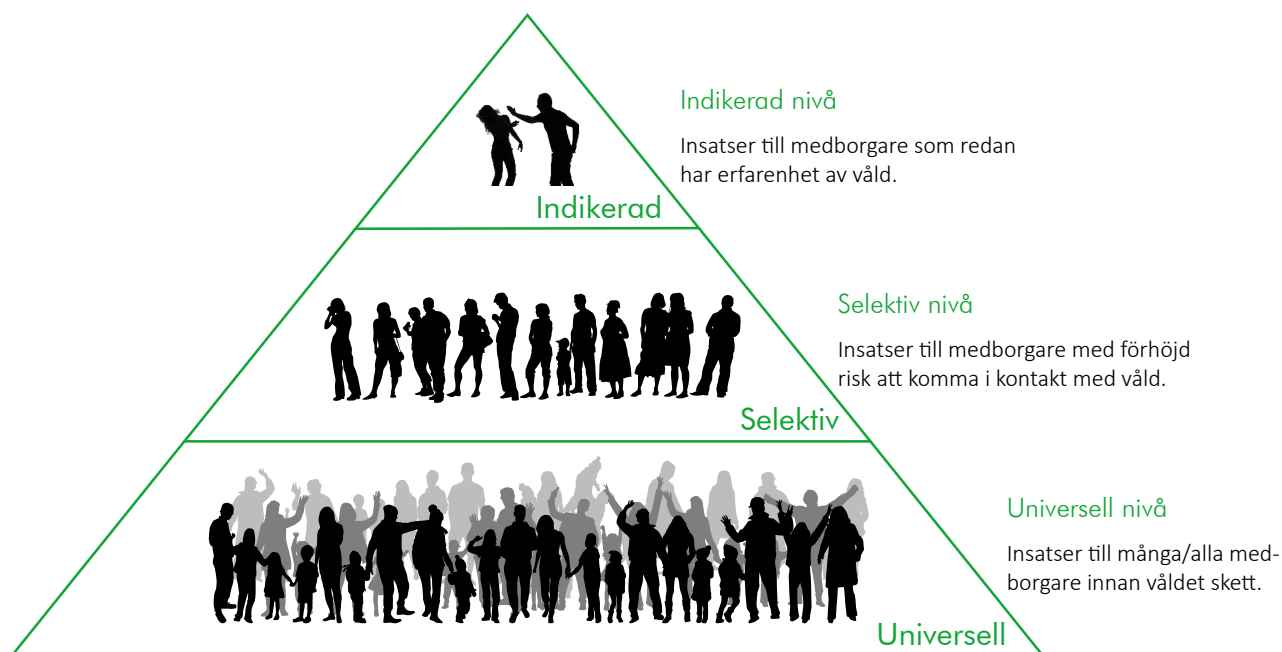 Indikerad nivå
Insatser till medborgare som redan
har erfarenhet av våld.
Indikerad
Selektiv nivå
Insatser till medborgare med förhöjd
risk att komma i kontakt med våld.
Selektiv
Universell nivå
Insatser till många/alla med-
borgare innan våldet skett.
Universell